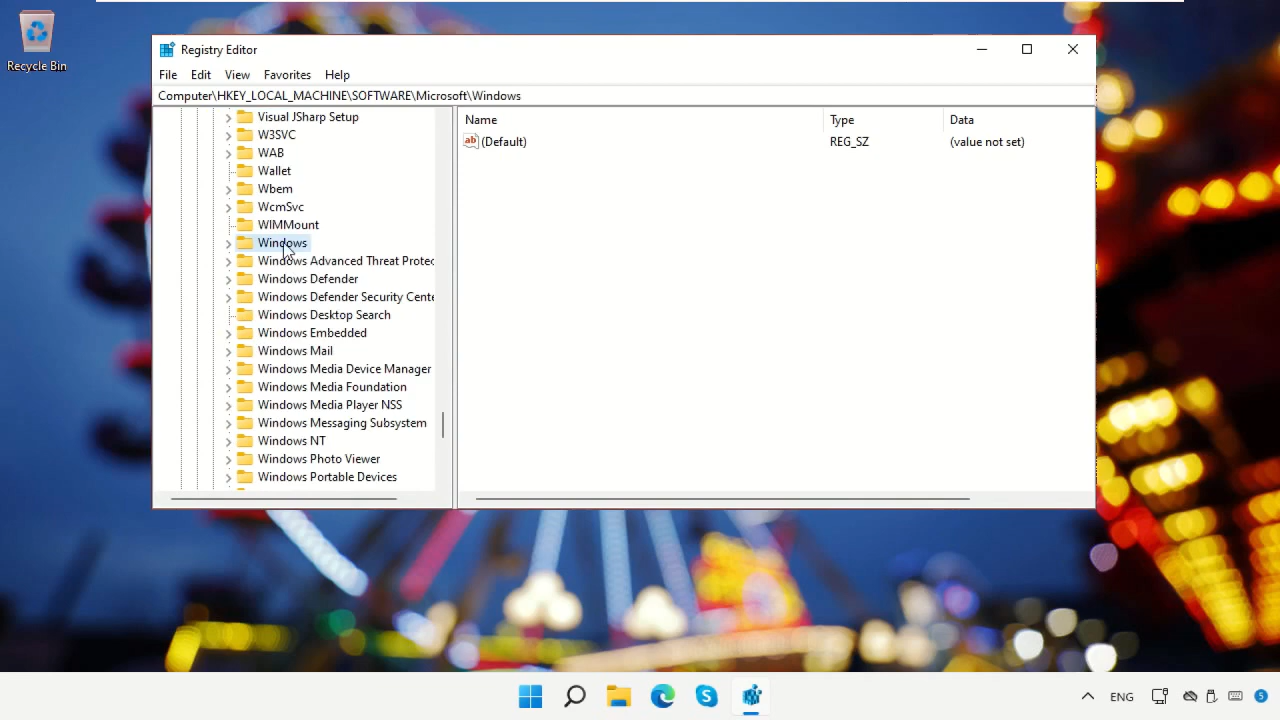 Recycle Bin
Registry Editor
File Edit View Favorites Help
Computer\HKEY_LOCAL_MACHINE\SOFTWARE\Microsoft\Windows
Visual JSharp Setup
W3SVC
WAB
Wallet
Wbem
WcmSvc
WIMMount
Windows
Windows Advanced Threat Protec
Windows Defender
Windows Defender Security Cente
Windows Desktop Search
Windows Embedded
Windows Mail
Windows Media Device Manager
Windows Media Foundation
Windows Media Player NSS
Windows Messaging Subsystem
Windows NT
Windows Photo Viewer
Windows Portable Devices
Name Type Data
ab (Default) REG_SZ (value not set)
ENG 5